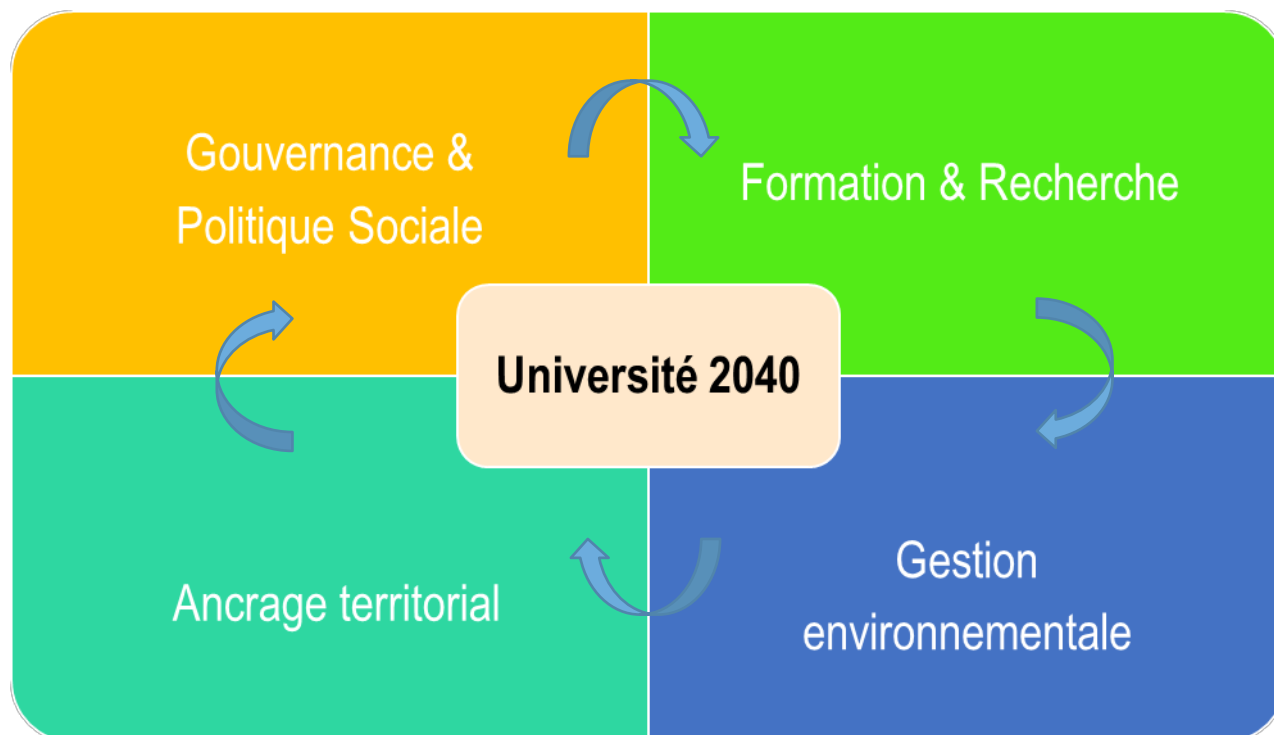 Gouvernance &
Politique Sociale
Formation & Recherche
Université 2040
Ancrage territorial
Gestion
environnementale